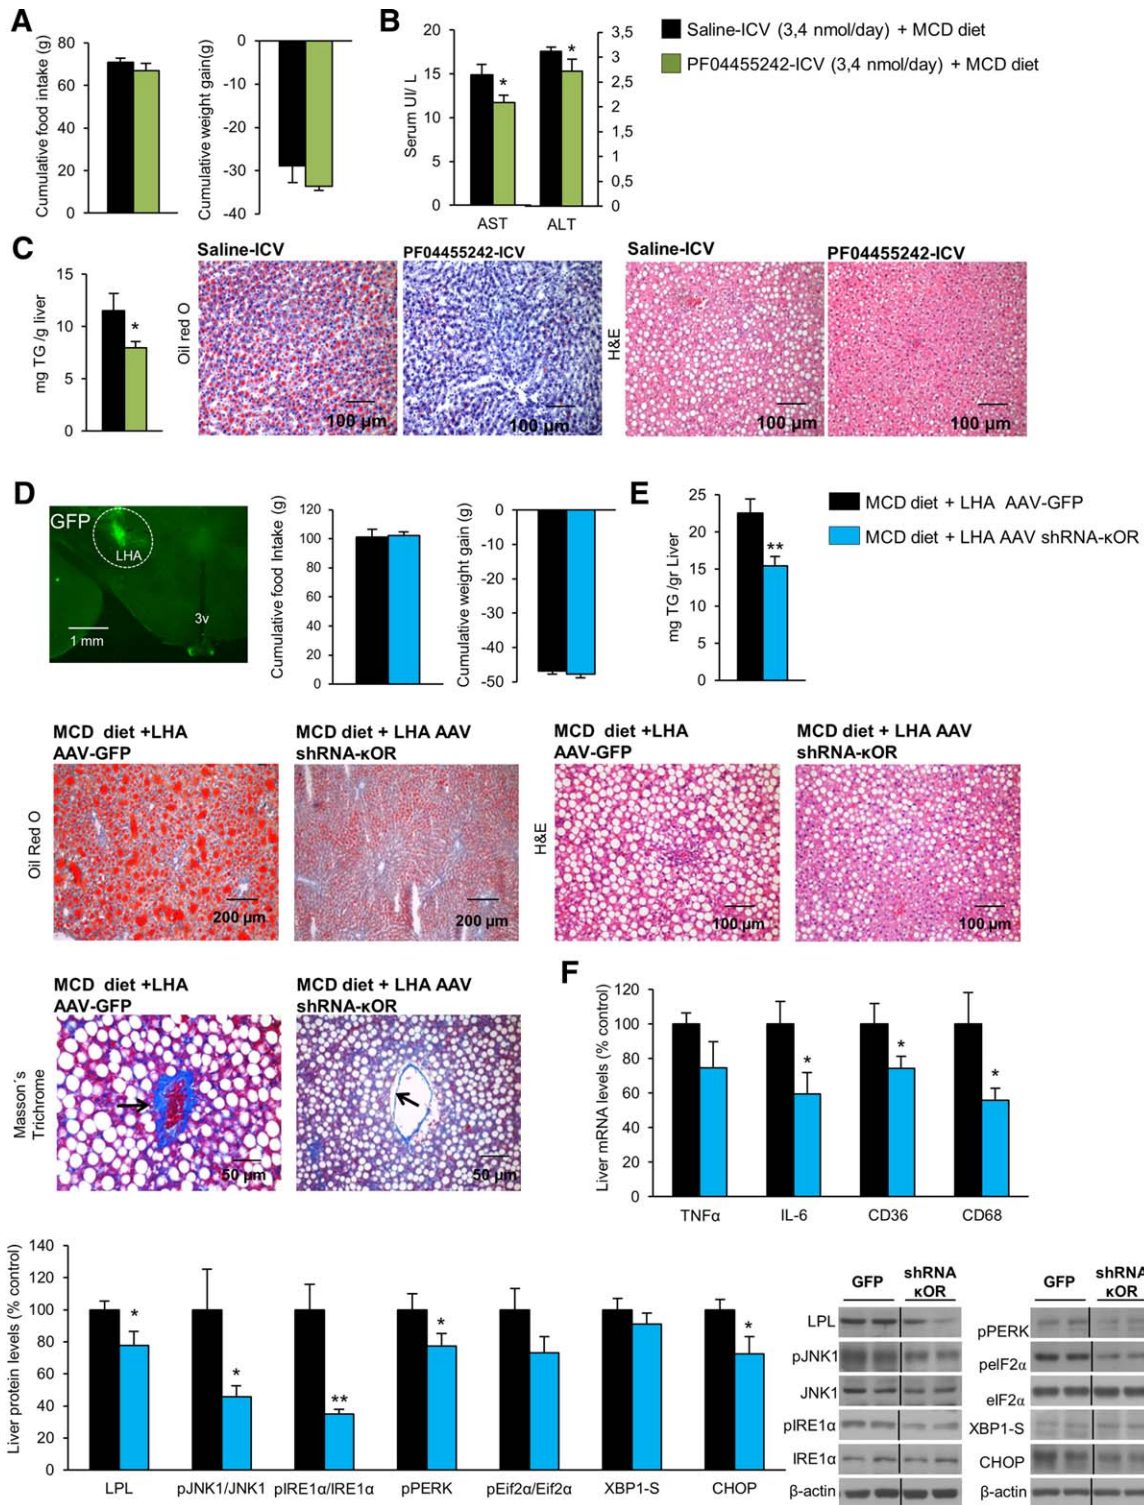 A
Cumulative food intake (g)
80
60
40
20
0
Cumulative weight gain(g)
0
-10
-20
-30
-40
B
Serum UI/ L
20
15
10
5
0
*
*
AST
ALT
3,5
3
2,5
2
1,5
1
0,5
0
Saline-ICV (3,4 nmol/day) + MCD diet
PF04455242-ICV (3,4 nmol/day) + MCD diet
C
mg TG /g liver
15
10
5
0
*
Oil red O
Saline-ICV
100 µm
PF04455242-ICV
100 µm
H&E
Saline-ICV
100 µm
PF04455242-ICV
100 µm
D
GFP
LHA
3v
1 mm
Cumulative food Intake (g)
120
100
80
60
40
20
0
Cumulative weight gain (g)
0
-10
-20
-30
-40
-50
E
mg TG /gr Liver
25
20
15
10
5
0
**
MCD diet + LHA AAV-GFP
MCD diet + LHA AAV shRNA-κOR
MCD diet +LHA
AAV-GFP
MCD diet + LHA AAV
shRNA-κOR
Oil Red O
200 µm
200 µm
MCD diet +LHA
AAV-GFP
MCD diet + LHA AAV
shRNA-κOR
H&E
100 µm
100 µm
MCD diet +LHA
AAV-GFP
MCD diet + LHA AAV
shRNA-κOR
Masson´s
Trichrome
50 µm
50 µm
F
Liver mRNA levels (% control)
120
100
80
60
40
20
0
*
*
*
TNFα
IL-6
CD36
CD68
Liver protein levels (% control)
140
120
100
80
60
40
20
0
*
*
**
*
*
LPL
pJNK1/JNK1
pIRE1α/IRE1α
pPERK
pEif2α/Eif2α
XBP1-S
CHOP
GFP
shRNA
κOR
LPL
pJNK1
JNK1
pIRE1α
IRE1α
β-actin
GFP
shRNA
κOR
pPERK
peIF2α
eIF2α
XBP1-S
CHOP
β-actin